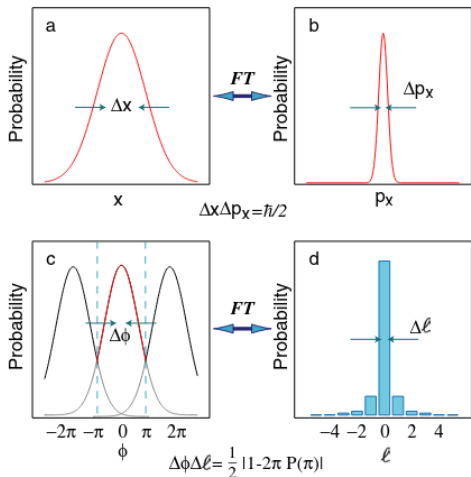 a
Probability
Δx
x
FT
b
Probability
Δpₓ
pₓ
ΔxΔpₓ=ℏ/2
c
Probability
Δϕ
−2π −π 0 π 2π
ϕ
FT
d
Probability
Δℓ
−4 −2 0 2 4
ℓ
ΔϕΔℓ= 1/2 |1-2π P(π)|